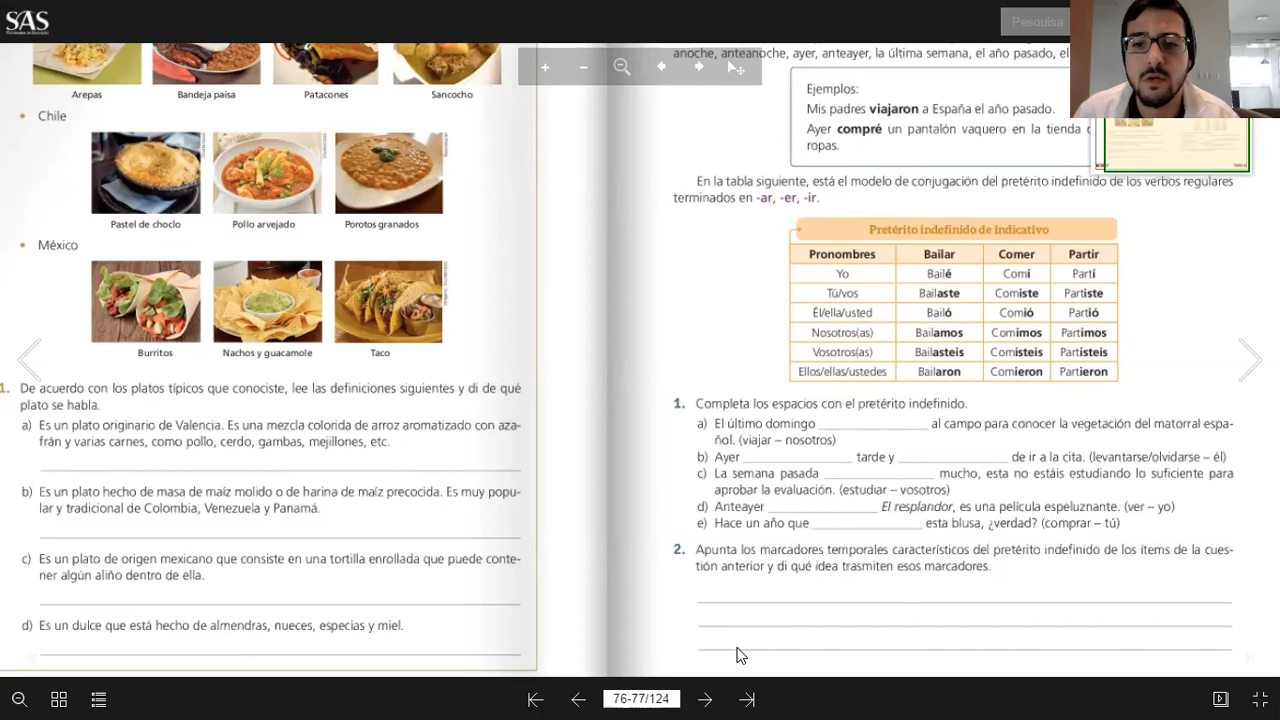 SAS
Pesquisa
Arepas
Bandeja paisa
Patacones
Sancocho
• Chile
Pastel de choclo
Pollo arvejado
Porotos granados
• México
Burritos
Nachos y guacamole
Taco
1. De acuerdo con los platos típicos que conociste, lee las definiciones siguientes y di de qué
plato se habla.
a) Es un plato originario de Valencia. Es una mezcla colorida de arroz aromatizado con aza-
frán y varias carnes, como pollo, cerdo, gambas, mejillones, etc.
b) Es un plato hecho de masa de maíz molido o de harina de maíz precocida. Es muy popu-
lar y tradicional de Colombia, Venezuela y Panamá.
c) Es un plato de origen mexicano que consiste en una tortilla enrollada que puede conte-
ner algún aliño dentro de ella.
d) Es un dulce que está hecho de almendras, nueces, especias y miel.
anoche, anteanoche, ayer, anteayer, la última semana, el año pasado, el
Ejemplos:
Mis padres viajaron a España el año pasado.
Ayer compré un pantalón vaquero en la tienda
ropas.
En la tabla siguiente, está el modelo de conjugación del pretérito indefinido de los verbos regulares
terminados en -ar, -er, -ir.
Pretérito indefinido de indicativo
Pronombres Bailar Comer Partir
Yo Bailé Comí Partí
Tú/vos Bailaste Comiste Partiste
Él/ella/usted Bailó Comió Partió
Nosotros(as) Bailamos Comimos Partimos
Vosotros(as) Bailasteis Comisteis Partisteis
Ellos/ellas/ustedes Bailaron Comieron Partieron
1. Completa los espacios con el pretérito indefinido.
a) El último domingo ____ al campo para conocer la vegetación del matorral espa-
ñol. (viajar – nosotros)
b) Ayer ____ tarde y ____ de ir a la cita. (levantarse/olvidarse – él)
c) La semana pasada ____ mucho, esta no estáis estudiando lo suficiente para
aprobar la evaluación. (estudiar – vosotros)
d) Anteayer ____ El resplandor, es una película espeluznante. (ver – yo)
e) Hace un año que ____ esta blusa, ¿verdad? (comprar – tú)
2. Apunta los marcadores temporales característicos del pretérito indefinido de los ítems de la cues-
tión anterior y di qué idea trasmiten esos marcadores.
76-77/124